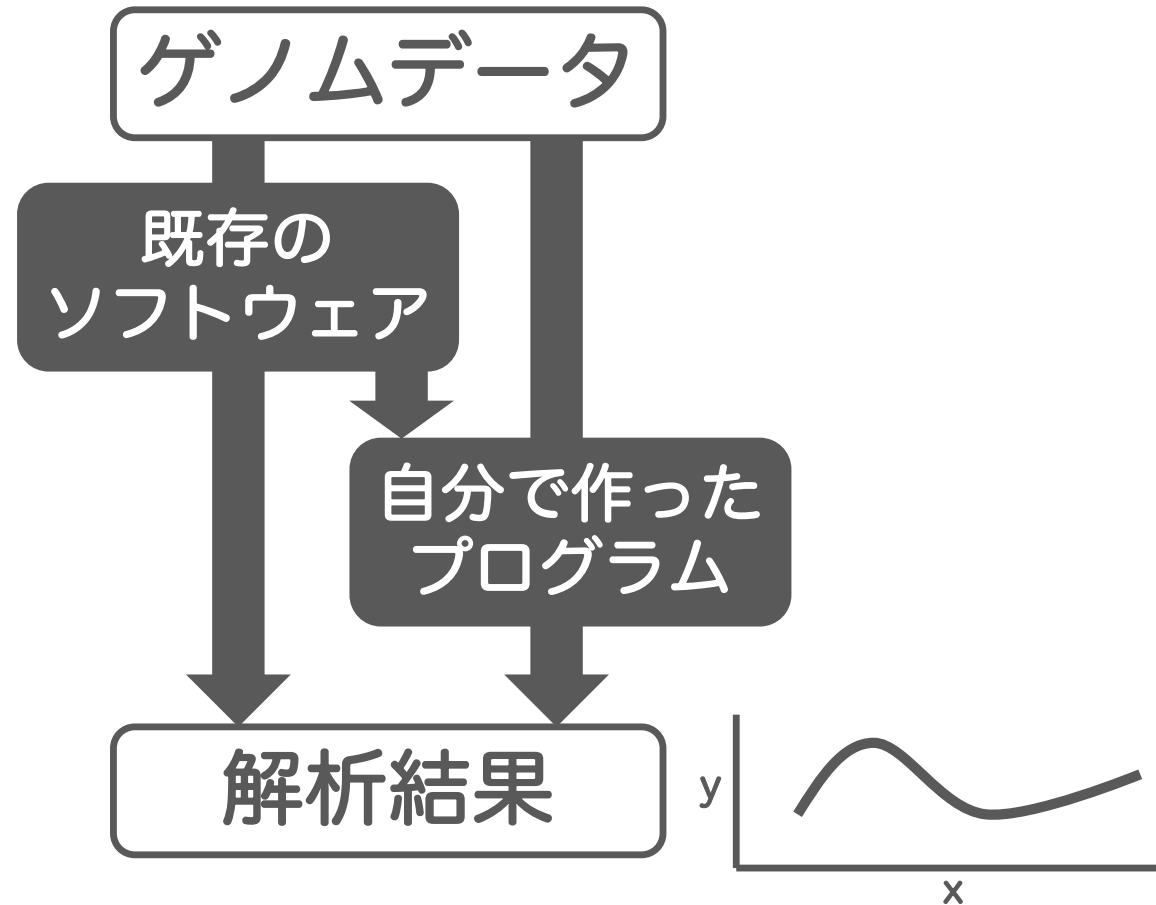 ゲノムデータ
既存の
ソフトウェア
自分で作った
プログラム
解析結果
y
x